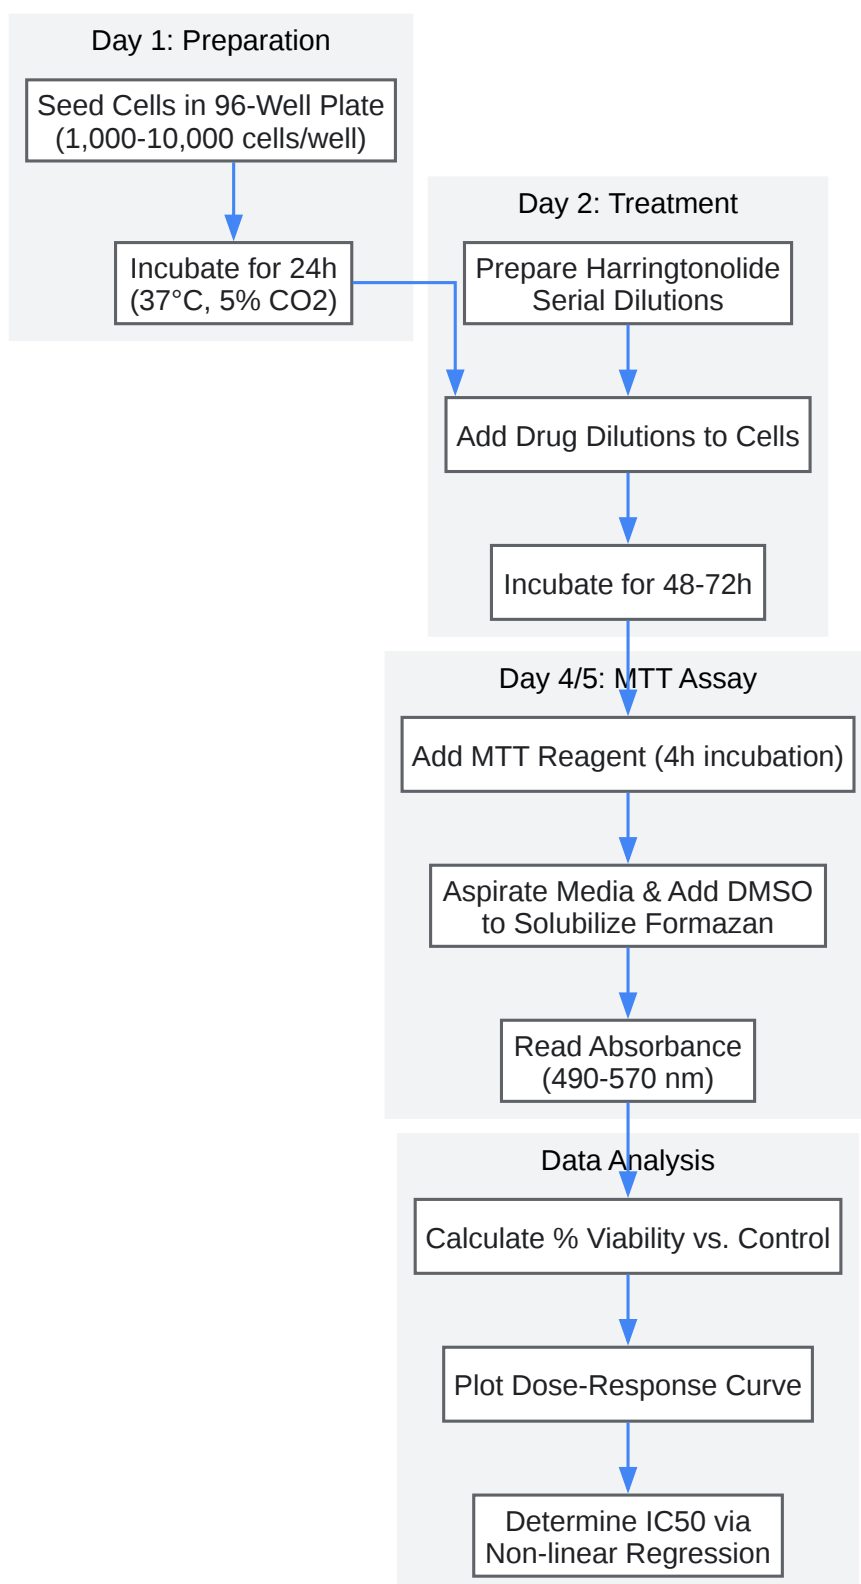 Day 1: Preparation
Seed Cells in 96-Well Plate
(1,000-10,000 cells/well)
Incubate for 24h
(37°C, 5% CO2)
Day 2: Treatment
Prepare Harringtonolide
Serial Dilutions
Add Drug Dilutions to Cells
Incubate for 48-72h
Day 4/5: MTT Assay
Add MTT Reagent (4h incubation)
Aspirate Media & Add DMSO
to Solubilize Formazan
Read Absorbance
(490-570 nm)
Data Analysis
Calculate % Viability vs. Control
Plot Dose-Response Curve
Determine IC50 via
Non-linear Regression